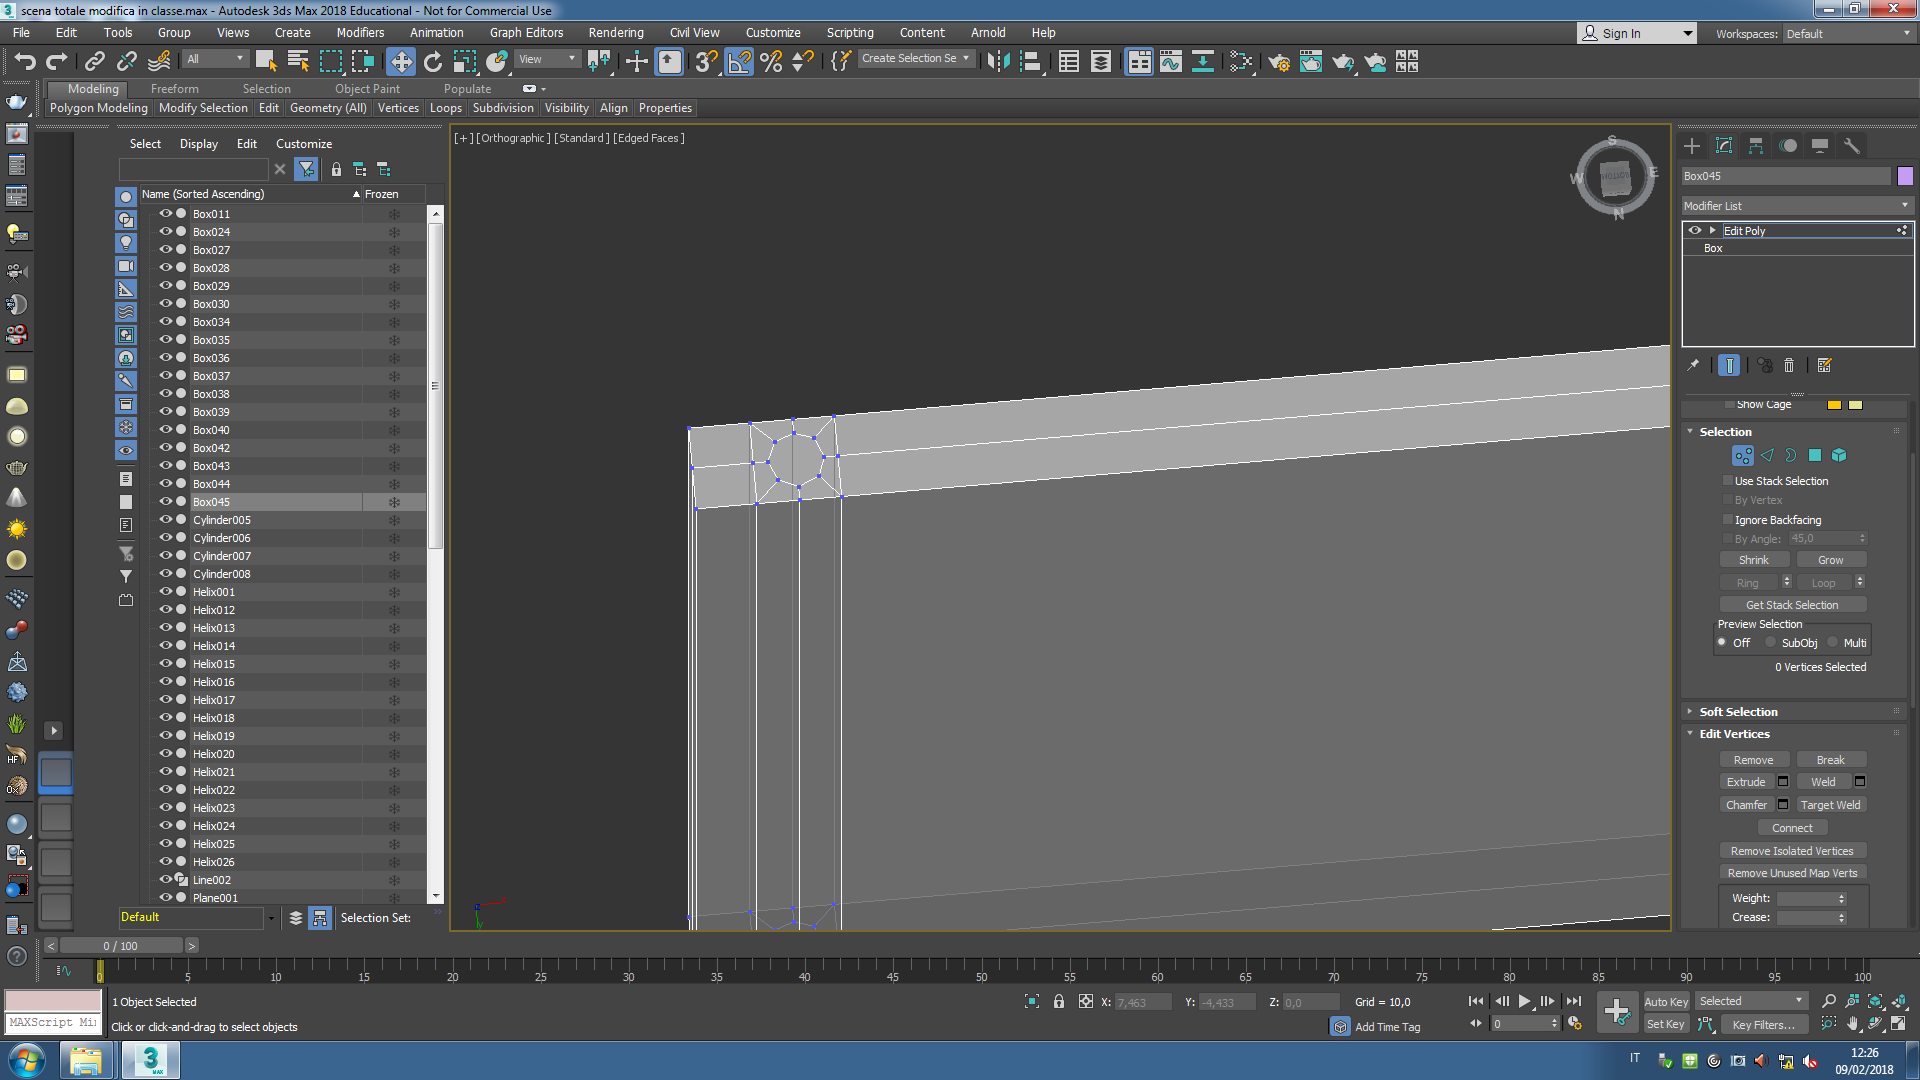 scena totale modifica in classe.max - Autodesk 3ds Max 2018 Educational - Not for Commercial Use
File Edit Tools Group Views Create Modifiers Animation Graph Editors Rendering Civil View Customize Scripting Content Arnold Help
Sign In
Workspaces: Default
All
View
Create Selection Se
Modeling Freeform Selection Object Paint Populate
Polygon Modeling Modify Selection Edit Geometry (All) Vertices Loops Subdivision Visibility Align Properties
Select Display Edit Customize
Name (Sorted Ascending) Frozen
Box011
Box024
Box027
Box028
Box029
Box030
Box034
Box035
Box036
Box037
Box038
Box039
Box040
Box042
Box043
Box044
Box045
Cylinder005
Cylinder006
Cylinder007
Cylinder008
Helix001
Helix012
Helix013
Helix014
Helix015
Helix016
Helix017
Helix018
Helix019
Helix020
Helix021
Helix022
Helix023
Helix024
Helix025
Helix026
Line002
Plane001
Default
Selection Set:
[+] [Orthographic ] [Standard ] [Edged Faces ]
S
W
E
N
Box045
Modifier List
Edit Poly
Box
Show Cage
Selection
Use Stack Selection
By Vertex
Ignore Backfacing
By Angle: 45,0
Shrink Grow
Ring Loop
Get Stack Selection
Preview Selection
Off SubObj Multi
0 Vertices Selected
Soft Selection
Edit Vertices
Remove Break
Extrude Weld
Chamfer Target Weld
Connect
Remove Isolated Vertices
Remove Unused Map Verts
Weight:
Crease:
< 0 / 100 >
0 5 10 15 20 25 30 35 40 45 50 55 60 65 70 75 80 85 90 95 100
1 Object Selected
MAXScript Mi
Click or click-and-drag to select objects
X: 7,463 Y: -4,433 Z: 0,0 Grid = 10,0
Add Time Tag
0
Auto Key Selected
Set Key Key Filters...
IT
12:26
09/02/2018